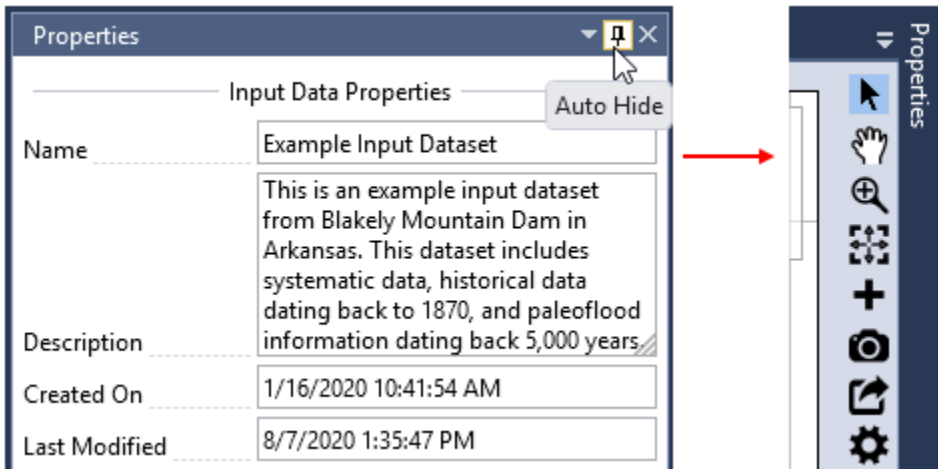 Properties
Input Data Properties
Auto Hide
Name
Example Input Dataset
Description
This is an example input dataset
from Blakely Mountain Dam in
Arkansas. This dataset includes
systematic data, historical data
dating back to 1870, and paleoflood
information dating back 5,000 years.
Created On
1/16/2020 10:41:54 AM
Last Modified
8/7/2020 1:35:47 PM
Properties